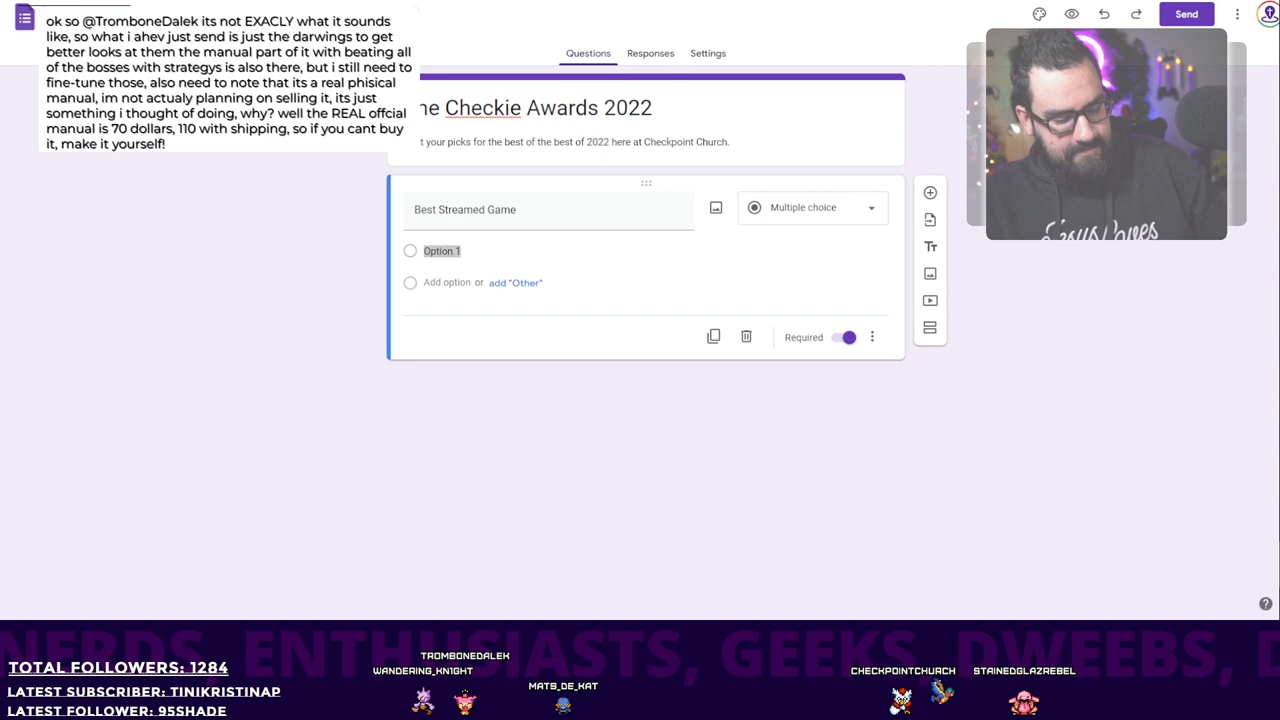 ok so @TromboneDalek its not EXACLY what it sounds
like, so what i ahev just send is just the darwings to get
better looks at them the manual part of it with beating all
of the bosses with strategys is also there, but i still need to
fine-tune those, also need to note that its a real phisical
manual, im not actualy planning on selling it, its just
something i thought of doing, why? well the REAL offcial
manual is 70 dollars, 110 with shipping, so if you cant buy
it, make it yourself!
Send
Questions Responses Settings
Checkie Awards 2022
your picks for the best of the best of 2022 here at Checkpoint Church.
Best Streamed Game
Multiple choice
Option 1
Add option or add "Other"
Required
Jesus Loves
NERDS, ENTHUSIASTS, GEEKS, DWEEBS, D
TOTAL FOLLOWERS: 1284
LATEST SUBSCRIBER: TINIKRISTINAP
LATEST FOLLOWER: 95SHADE
TROMBONEDALEK
WANDERING_KN1GHT
MATS_DE_KAT
CHECKPOINTCHURCH
STAINEDGLAZREBEL